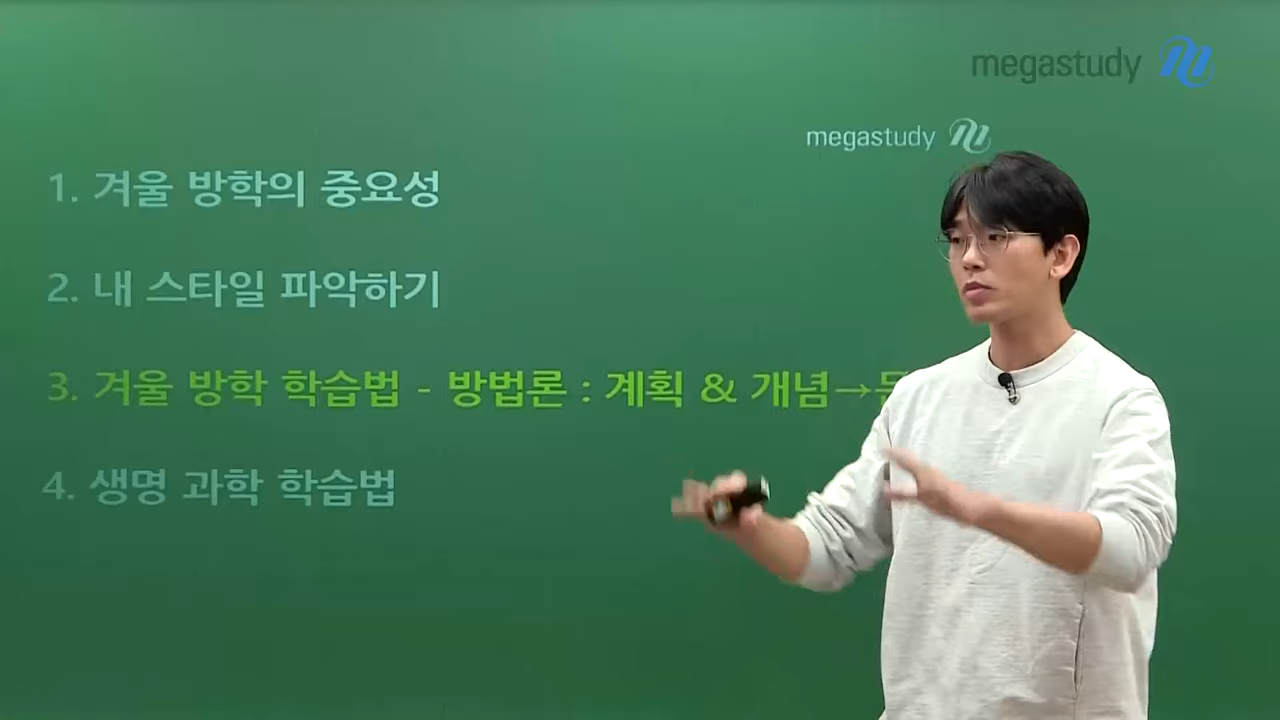 megastudy
megastudy
1. 겨울 방학의 중요성
2. 내 스타일 파악하기
3. 겨울 방학 학습법 - 방법론 : 계획 & 개념→
4. 생명 과학 학습법